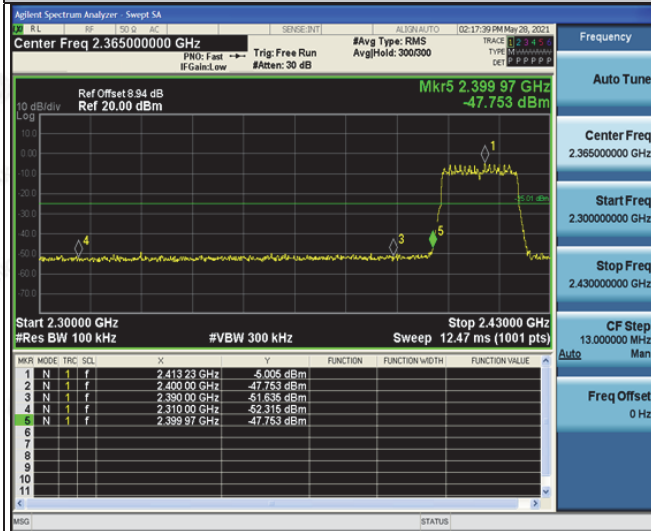 Agilent Spectrum Analyzer - Swept SA
RL RF 50 Ω AC SENSE:INT ALIGN AUTO 02:17:39 PM May 28, 2021
Center Freq 2.365000000 GHz
PNO: Fast
IFGain:Low
Trig: Free Run
#Atten: 30 dB
#Avg Type: RMS
Avg|Hold: 300/300
TRACE 1 2 3 4 5 6
TYPE M
DET P P P P P P
Frequency
Auto Tune
Center Freq
2.365000000 GHz
Start Freq
2.300000000 GHz
Stop Freq
2.430000000 GHz
CF Step
13.000000 MHz
Auto Man
Freq Offset
0 Hz
Ref Offset 8.94 dB
10 dB/div Ref 20.00 dBm
Log
Mkr5 2.399 97 GHz
-47.753 dBm
10.0
0.00
-10.0
-20.0
-30.0
-40.0
-50.0
-60.0
-70.0
1
-25.01 dBm
4
3
5
Start 2.30000 GHz Stop 2.43000 GHz
#Res BW 100 kHz #VBW 300 kHz Sweep 12.47 ms (1001 pts)
MKR MODE TRC SCL X Y FUNCTION FUNCTION WIDTH FUNCTION VALUE
1 N 1 f 2.413 23 GHz -5.005 dBm
2 N 1 f 2.400 00 GHz -47.753 dBm
3 N 1 f 2.390 00 GHz -51.635 dBm
4 N 1 f 2.310 00 GHz -52.315 dBm
5 N 1 f 2.399 97 GHz -47.753 dBm
6
7
8
9
10
11
MSG STATUS